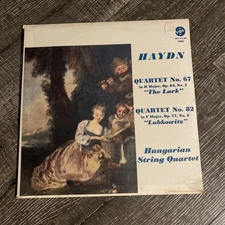 VOX
HAYDN
QUARTET No. 67
in D Major, Op. 64, No. 5
"The Lark"
QUARTET No. 82
in F Major, Op. 77, No. 2
"Lobkowitz"
Hungarian
String Quartet